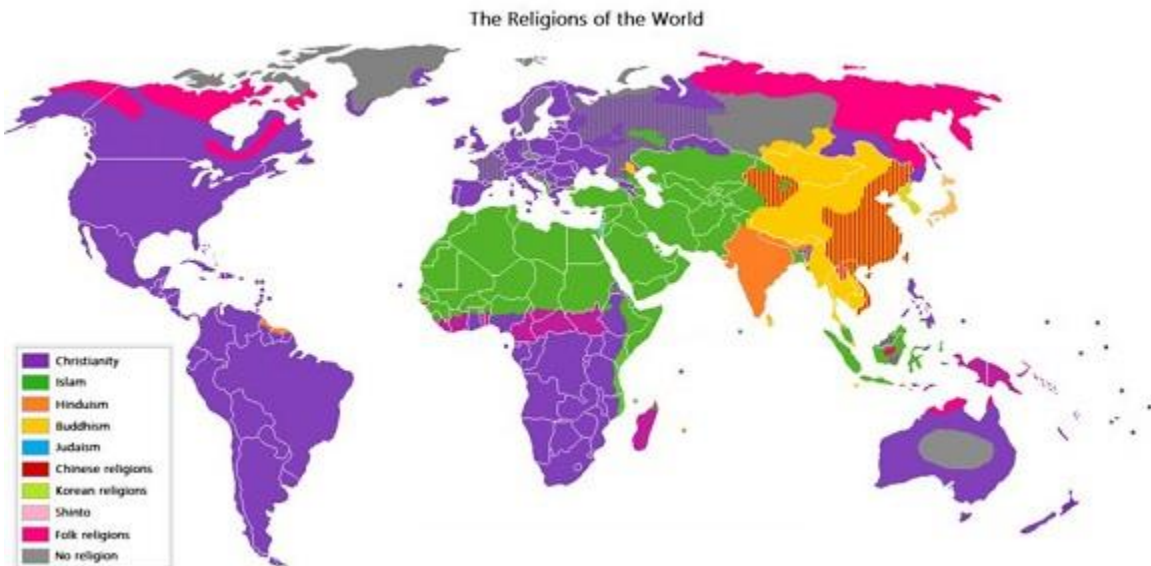 The Religions of the World
Christianity
Islam
Hinduism
Buddhism
Judaism
Chinese religions
Korean religions
Shinto
Folk religions
No religion